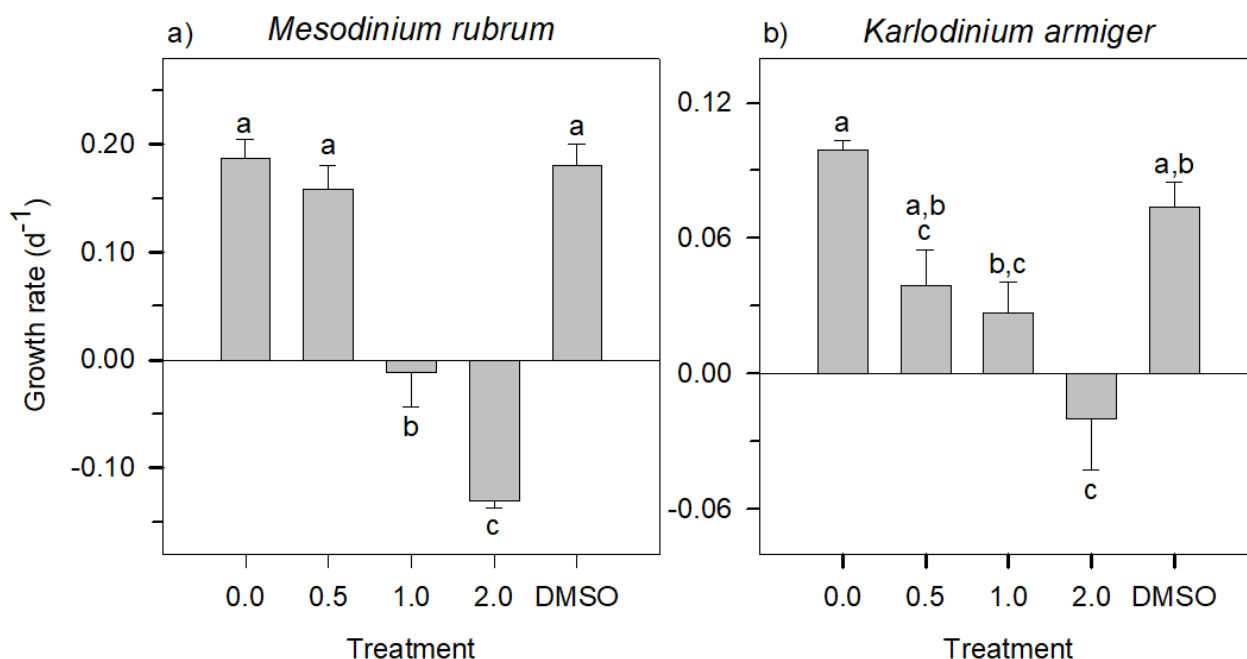 a) Mesodinium rubrum
b) Karlodinium armiger
Growth rate (d⁻¹)
0.20
0.10
0.00
-0.10
a
a
b
c
a
0.0 0.5 1.0 2.0 DMSO
Treatment
0.12
0.06
0.00
-0.06
a
a,b
c
b,c
c
a,b
0.0 0.5 1.0 2.0 DMSO
Treatment